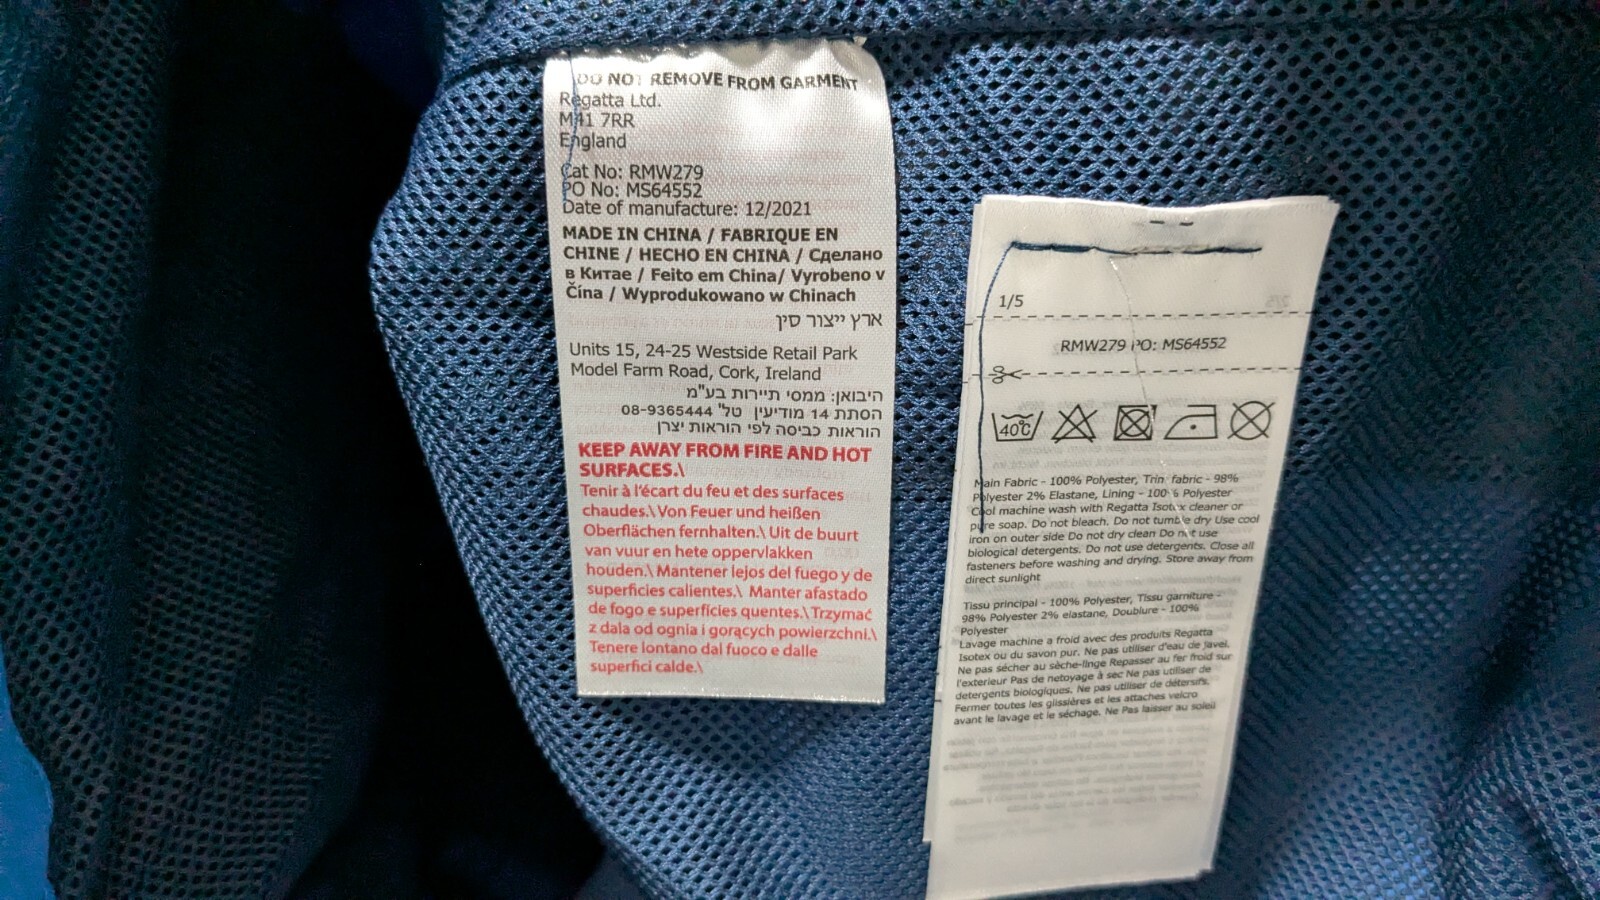 DO NOT REMOVE FROM GARMENT
Regatta Ltd.
M41 7RR
England
Cat No: RMW279
PO No: MS64552
Date of manufacture: 12/2021
MADE IN CHINA / FABRIQUE EN
CHINE / HECHO EN CHINA / Сделано
в Китае / Feito em China/ Vyrobeno v
Čína / Wyprodukowano w Chinach
ארץ ייצור סין
Units 15, 24-25 Westside Retail Park
Model Farm Road, Cork, Ireland
היבואן: ממסי תיירות בע"מ
הסתת 14 מודיעין טל' 08-9365444
הוראות כביסה לפי הוראות יצרן
KEEP AWAY FROM FIRE AND HOT
SURFACES.\
Tenir à l'écart du feu et des surfaces
chaudes.\ Von Feuer und heißen
Oberflächen fernhalten.\ Uit de buurt
van vuur en hete oppervlakken
houden.\ Mantener lejos del fuego y de
superficies calientes.\ Manter afastado
de fogo e superfícies quentes.\ Trzymać
z dala od ognia i gorących powierzchni.\
Tenere lontano dal fuoco e dalle
superfici calde.\
1/5
RMW279 PO: MS64552
40°C
Main Fabric - 100% Polyester, Trim fabric - 98%
Polyester 2% Elastane, Lining - 100% Polyester
Cool machine wash with Regatta Isotex cleaner or
pure soap. Do not bleach. Do not tumble dry Use cool
iron on outer side Do not dry clean Do not use
biological detergents. Do not use detergents. Close all
fasteners before washing and drying. Store away from
direct sunlight
Tissu principal - 100% Polyester, Tissu garniture -
98% Polyester 2% elastane, Doublure - 100%
Polyester
Lavage machine a froid avec des produits Regatta
Isotex ou du savon pur. Ne pas utiliser d'eau de javel.
Ne pas sécher au sèche-linge Repasser au fer froid sur
l'exterieur Pas de netoyage à sec Ne pas utiliser de
detergents biologiques. Ne pas utiliser de détersifs.
Fermer toutes les glissières et les attaches velcro
avant le lavage et le séchage. Ne Pas laisser au soleil